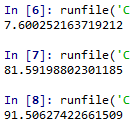 In [6]: runfile('C
7.600252163719212
In [7]: runfile('C
81.59198802301185
In [8]: runfile('C
91.50627422661509